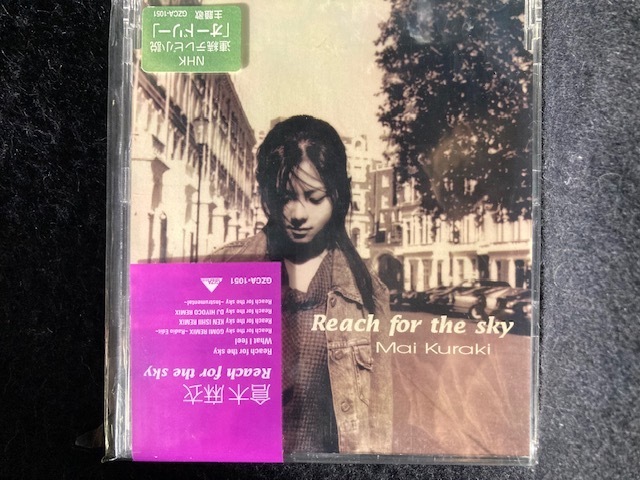 NHK
連続テレビ小説
「オードリー」
主題歌
GZCA-1051
Reach for the sky
Mai Kuraki
倉木麻衣
Reach for the sky
Reach for the sky
What I feel
Reach for the sky GOMI REMIX ~Radio Edit~
Reach for the sky KEN ISHII REMIX
Reach for the sky DJ HIYOCO REMIX
Reach for the sky ~Instrumental~
GIZA
GZCA-1051